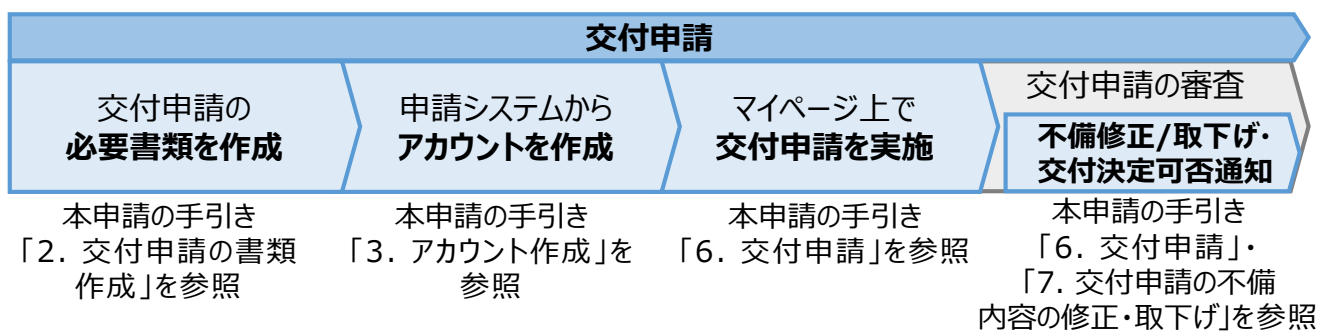 交付申請
交付申請の
必要書類を作成
本申請の手引き
「2. 交付申請の書類
作成」を参照
申請システムから
アカウントを作成
本申請の手引き
「3. アカウント作成」を
参照
マイページ上で
交付申請を実施
本申請の手引き
「6. 交付申請」を参照
交付申請の審査
不備修正/取下げ・
交付決定可否通知
本申請の手引き
「6. 交付申請」・
「7. 交付申請の不備
内容の修正・取下げ」を参照